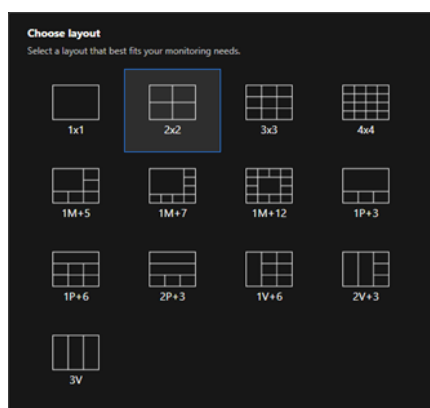 Choose layout
Select a layout that best fits your monitoring needs.
1x1 2x2 3x3 4x4
1M+5 1M+7 1M+12 1P+3
1P+6 2P+3 1V+6 2V+3
3V